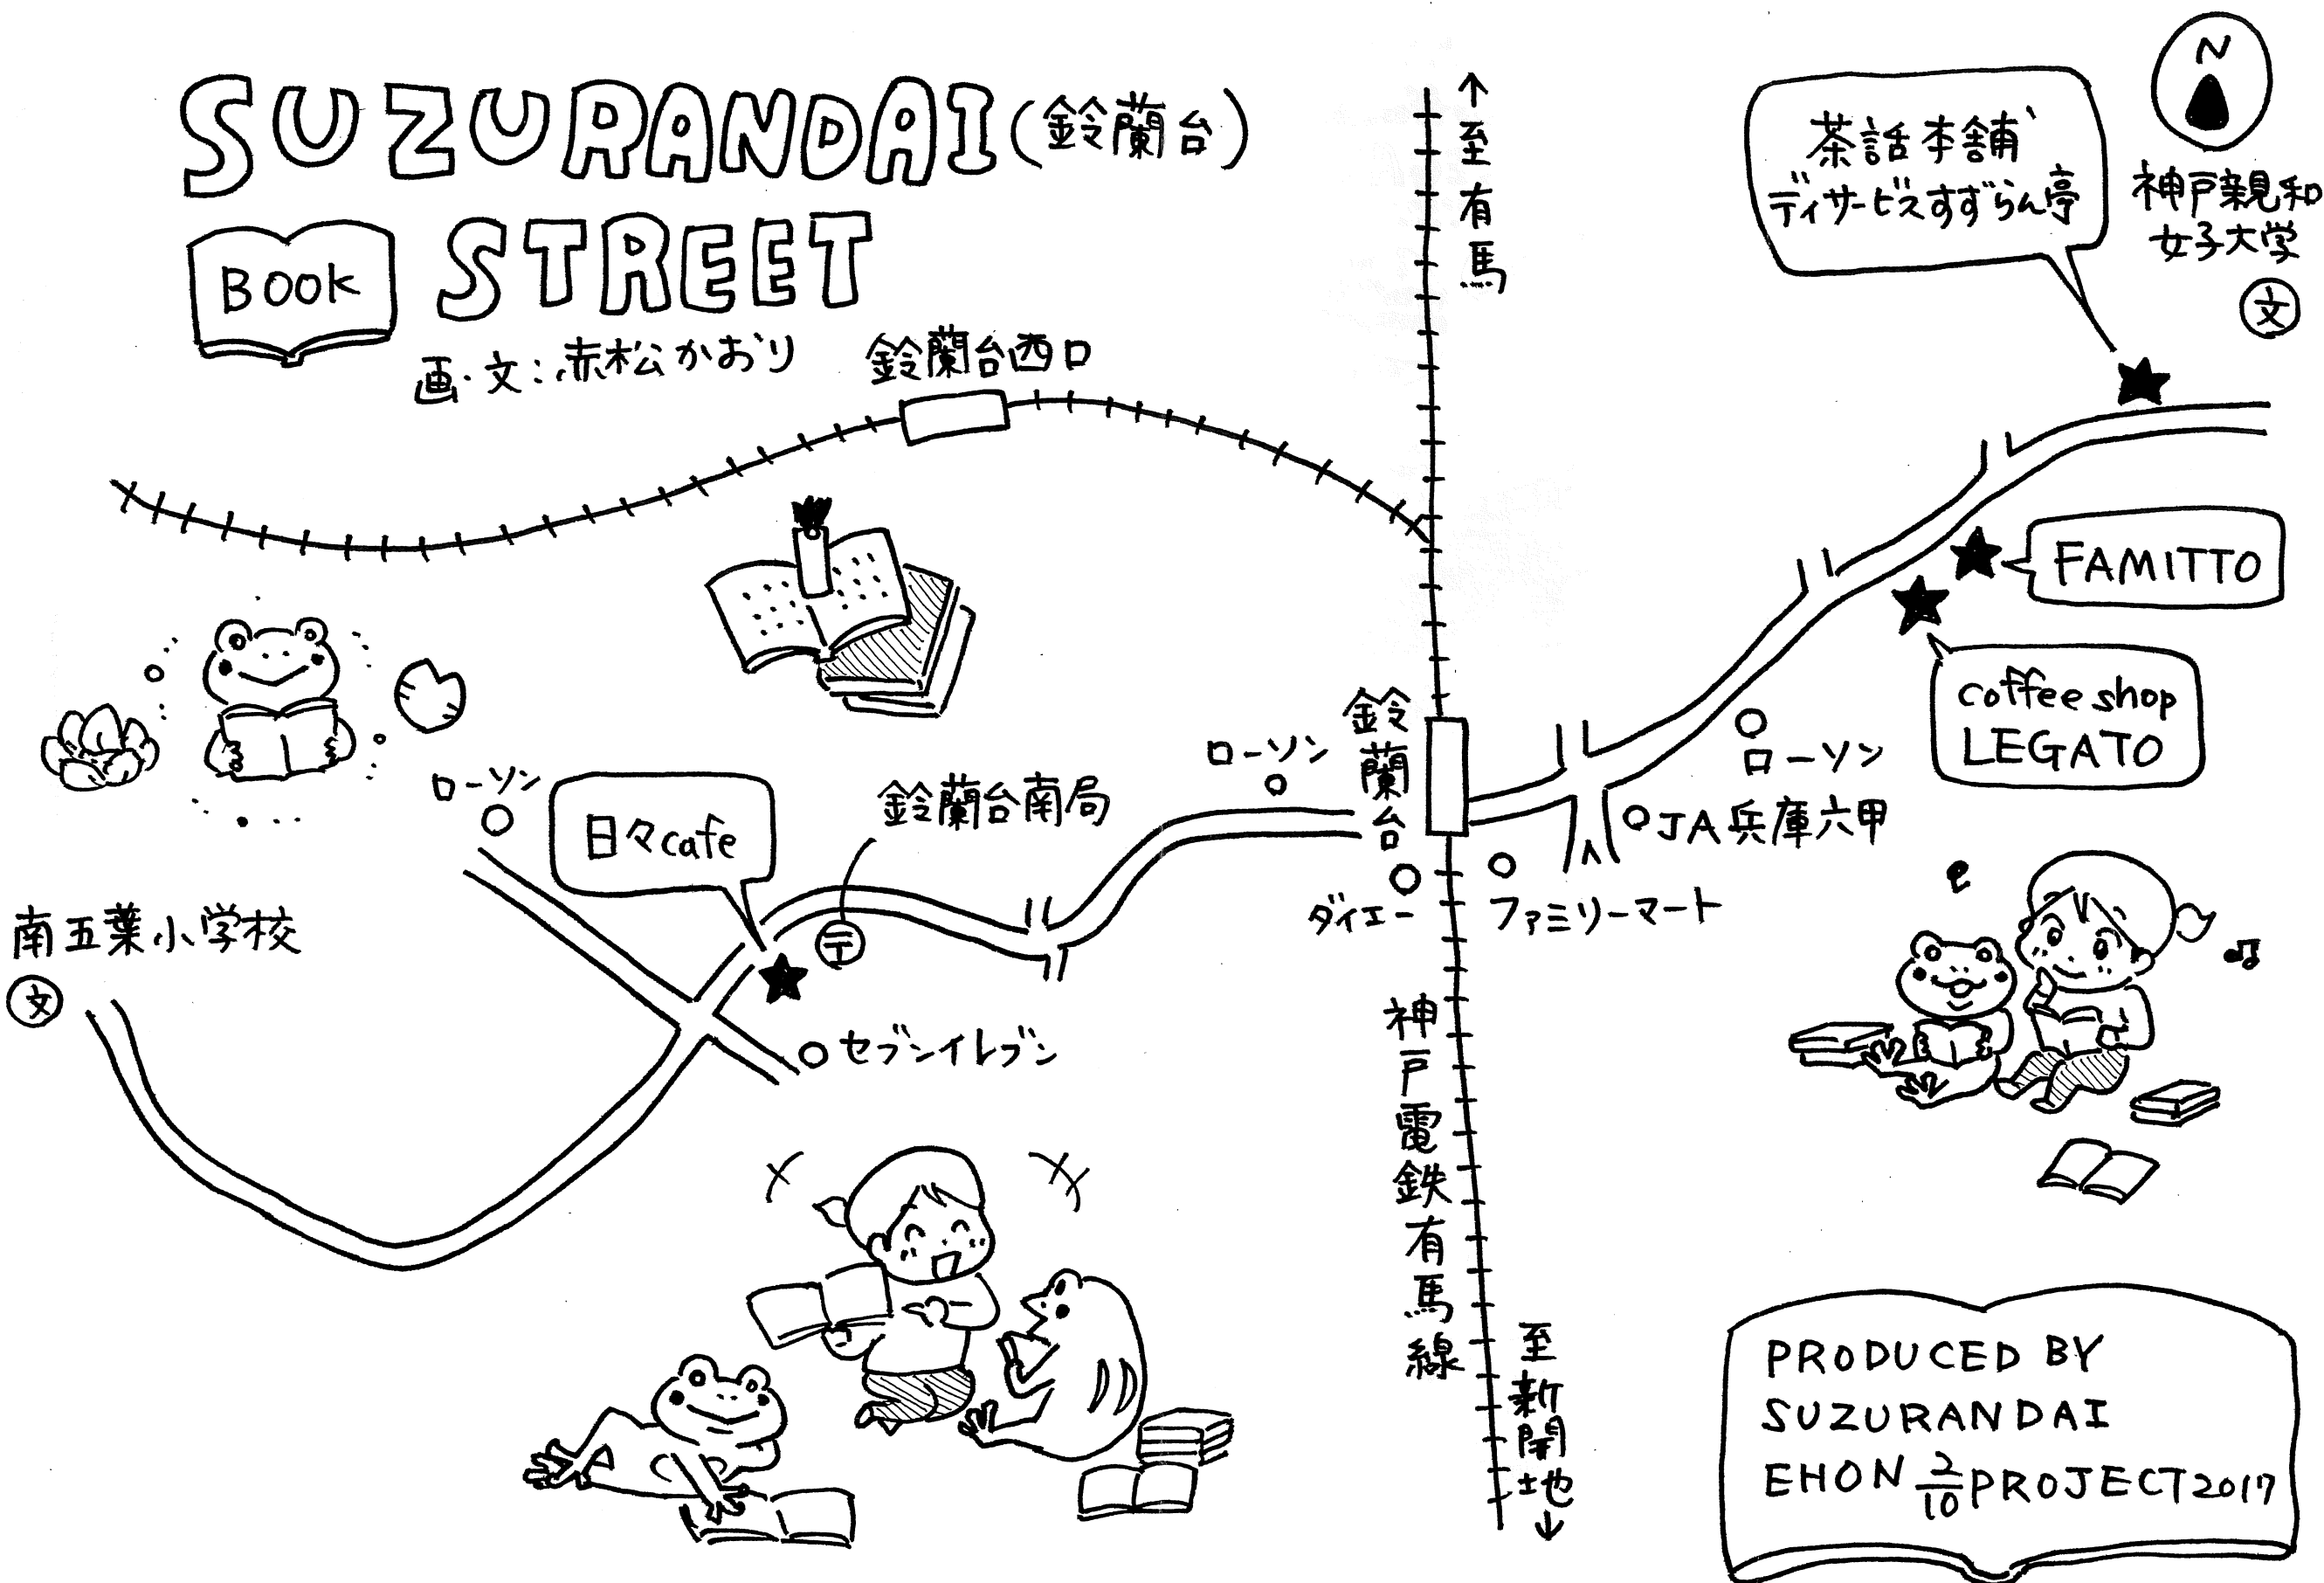 SUZURANDAI(鈴蘭台)
BOOK STREET
画・文:赤松かおり
鈴蘭台西口
↑至有馬
茶話本舗
ディサービスすずらん亭
N
神戸親和
女子大学
文
FAMITTO
coffee shop
LEGATO
ローソン
JA兵庫六甲
鈴蘭台
ローソン
ダイエー
ファミリーマート
鈴蘭台南局
〒
日々cafe
ローソン
セブンイレブン
南五葉小学校
文
神戸電鉄有馬線
至新開地↓
PRODUCED BY
SUZURANDAI
EHON 2/10 PROJECT2017